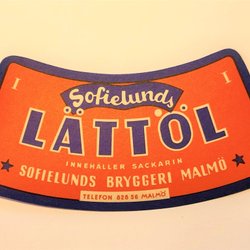 I I
Sofielunds
LÄTTÖL
INNEHÅLLER SACKARIN
SOFIELUNDS BRYGGERI MALMÖ
TELEFON 826 56 MALMÖ